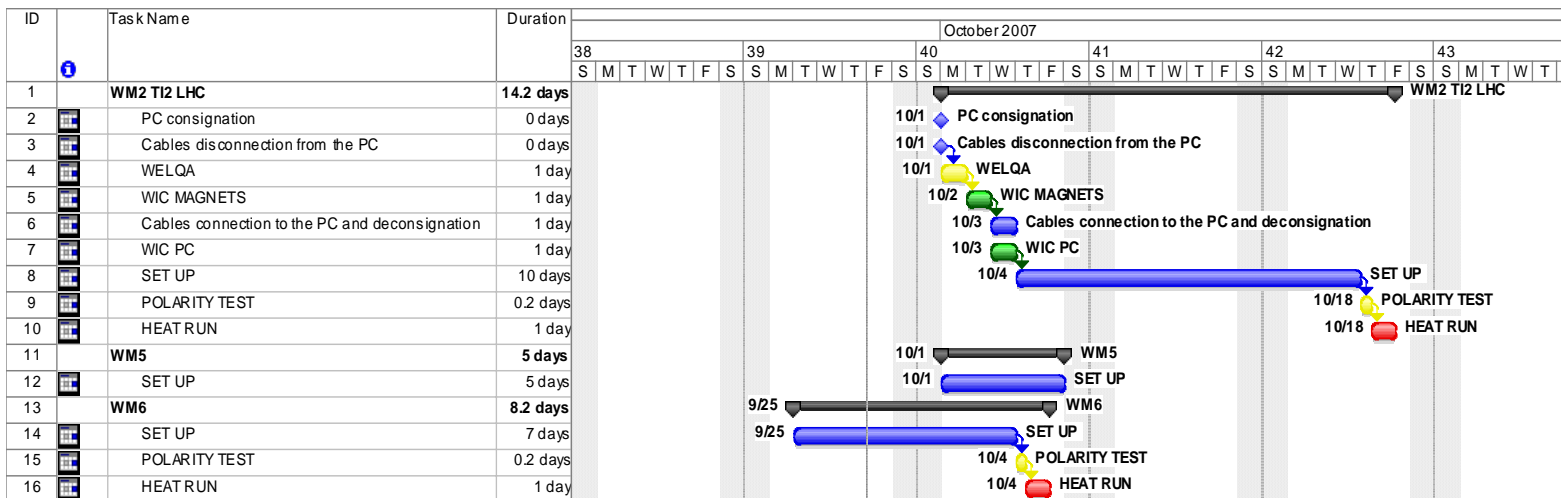 ID Task Name Duration
October 2007
38 39 40 41 42 43
S M T W T F S S M T W T F S S M T W T F S S M T W T F S S M T W T F S S M T W T
1 WM2 TI2 LHC 14.2 days WM2 TI2 LHC
2 PC consignation 0 days 10/1 PC consignation
3 Cables disconnection from the PC 0 days 10/1 Cables disconnection from the PC
4 WELQA 1 day 10/1 WELQA
5 WIC MAGNETS 1 day 10/2 WIC MAGNETS
6 Cables connection to the PC and deconsignation 1 day 10/3 Cables connection to the PC and deconsignation
7 WIC PC 1 day 10/3 WIC PC
8 SET UP 10 days 10/4 SET UP
9 POLARITY TEST 0.2 days 10/18 POLARITY TEST
10 HEAT RUN 1 day 10/18 HEAT RUN
11 WM5 5 days 10/1 WM5
12 SET UP 5 days 10/1 SET UP
13 WM6 8.2 days 9/25 WM6
14 SET UP 7 days 9/25 SET UP
15 POLARITY TEST 0.2 days 10/4 POLARITY TEST
16 HEAT RUN 1 day 10/4 HEAT RUN